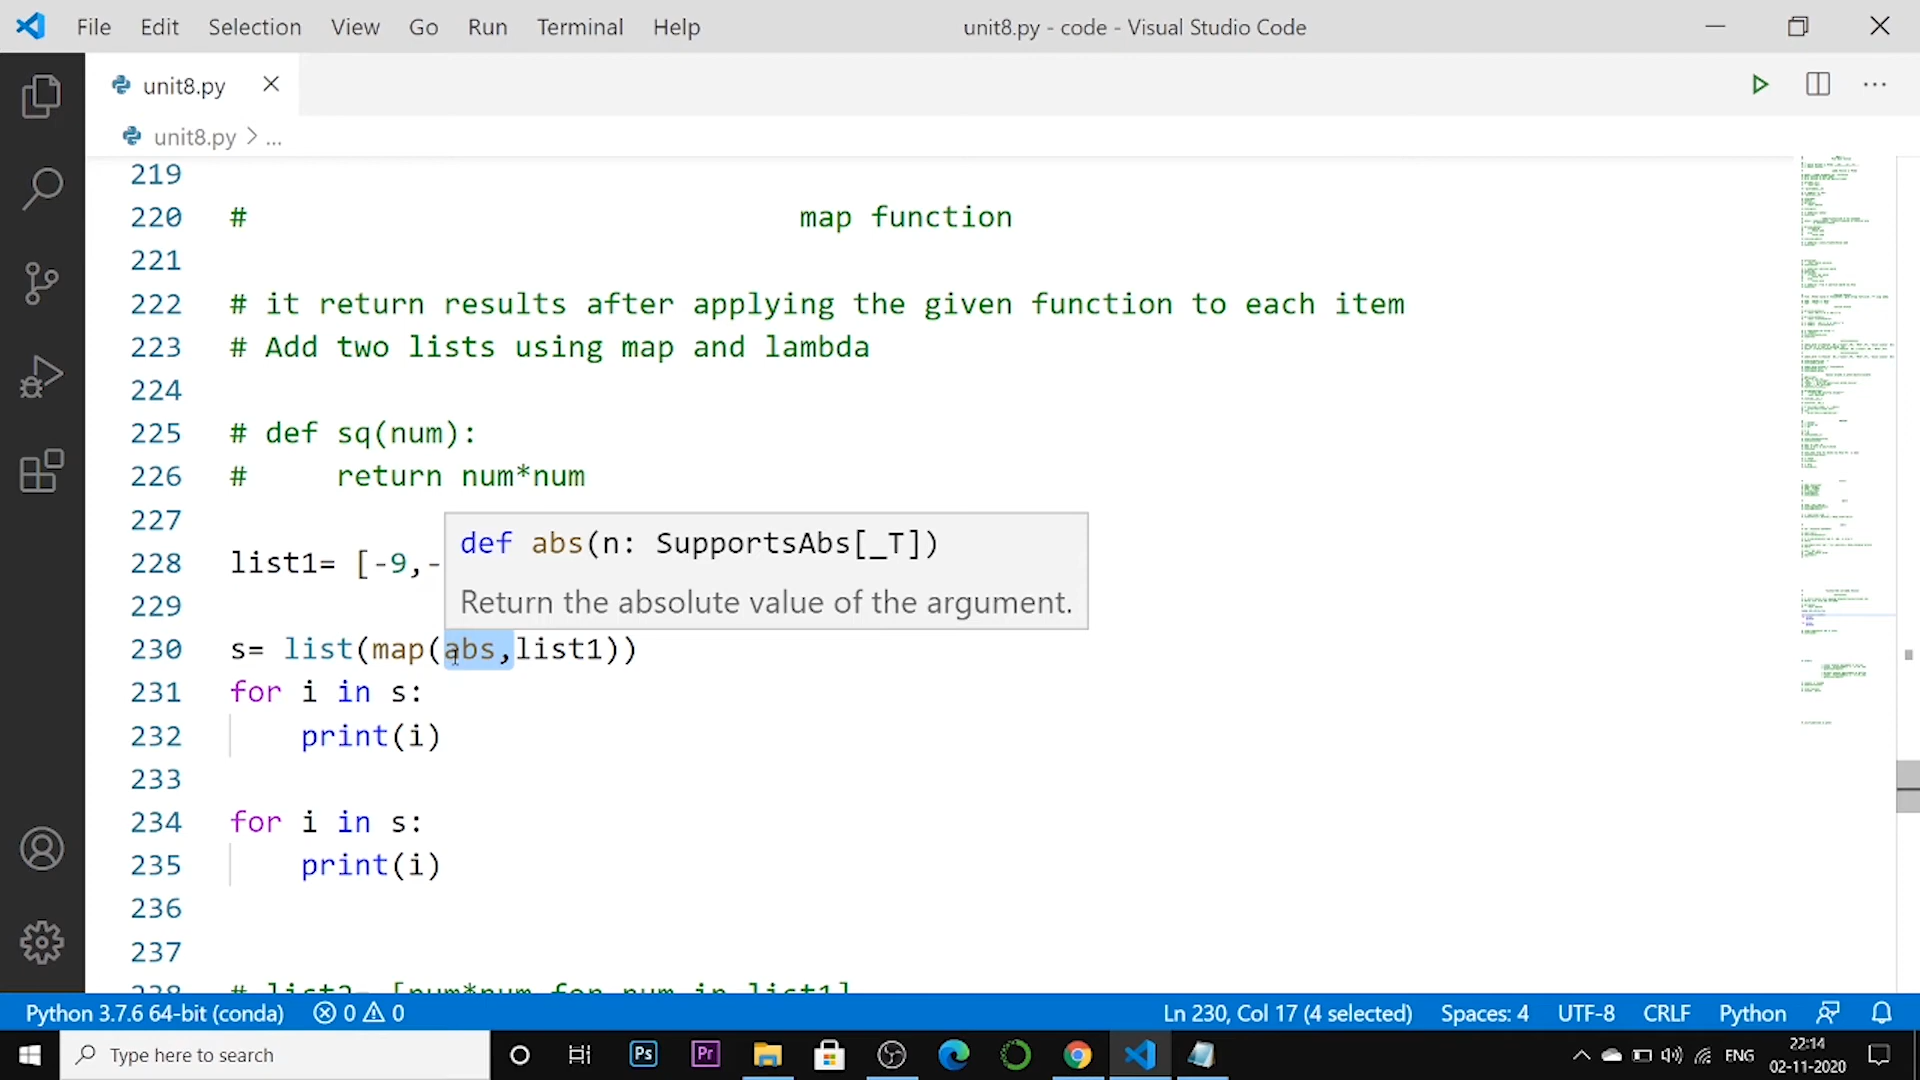 File Edit Selection View Go Run Terminal Help unit8.py - code - Visual Studio Code
unit8.py
unit8.py > ...
219
220 # map function
221
222 # it return results after applying the given function to each item
223 # Add two lists using map and lambda
224
225 # def sq(num):
226 #     return num*num
227
def abs(n: SupportsAbs[_T])
228 list1= [-9,-
Return the absolute value of the argument.
229
230 s= list(map(abs,list1))
231 for i in s:
232     print(i)
233
234 for i in s:
235     print(i)
236
237
238 # list2= [num*num for num in list1]
Python 3.7.6 64-bit (conda) 0 0 Ln 230, Col 17 (4 selected) Spaces: 4 UTF-8 CRLF Python
Type here to search Ps Pr ENG 22:14
02-11-2020